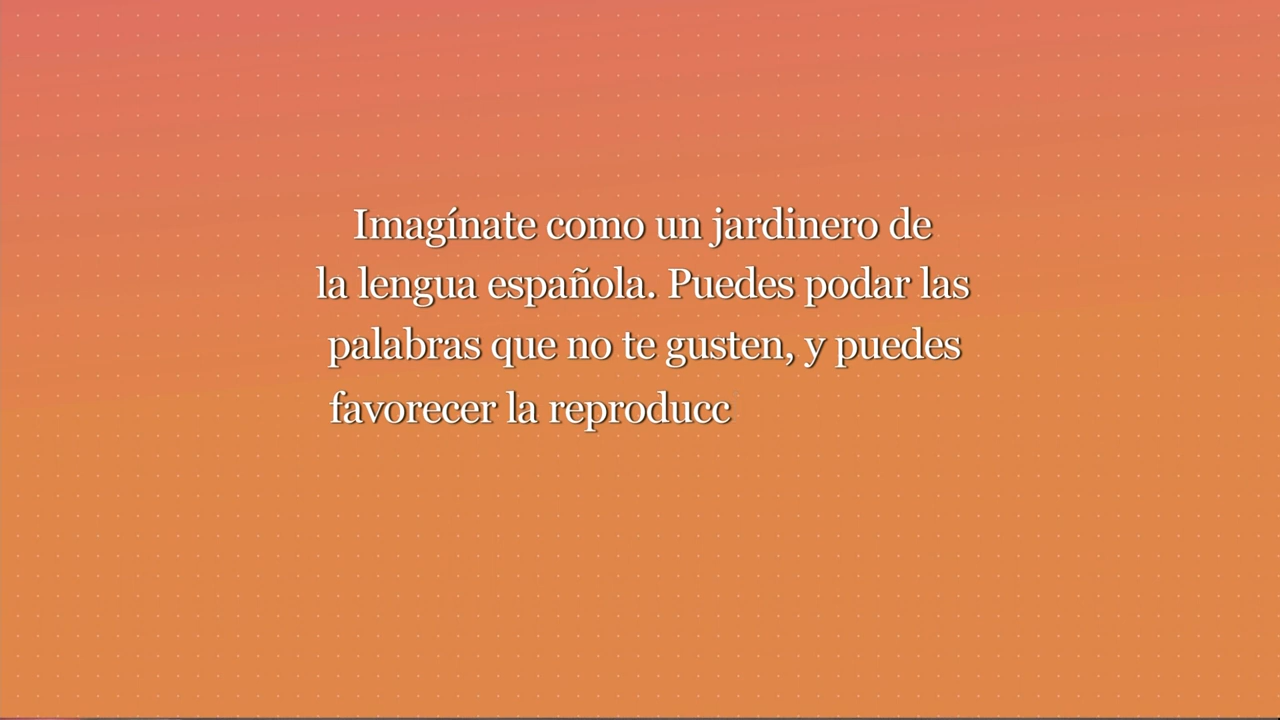 Imagínate como un jardinero de
la lengua española. Puedes podar las
palabras que no te gusten, y puedes
favorecer la reproducc